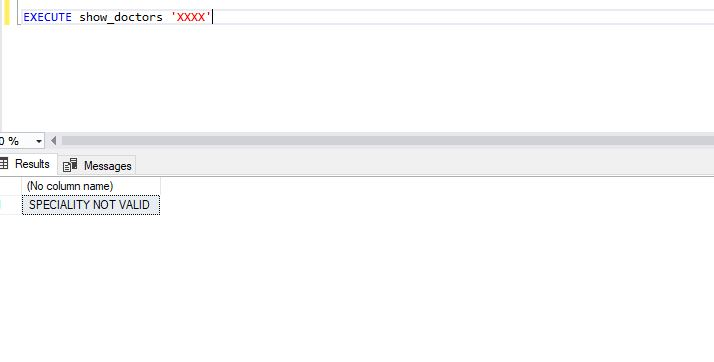 EXECUTE show_doctors 'XXXX'
0 %
Results Messages
(No column name)
SPECIALITY NOT VALID